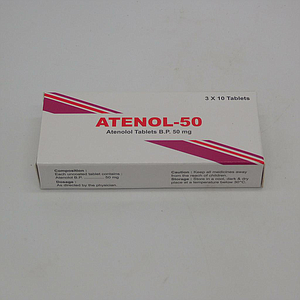 3 X 10 Tablets
ATENOL-50
Atenolol Tablets B.P. 50 mg
Composition :
Each uncoated tablet contains :
Atenolol B.P. ............... 50 mg
Dosage :
As directed by the physician.
Caution : Keep all medicines away
from the reach of children.
Storage : Store in a cool, dark & dry
place at a temperature below 30°C.